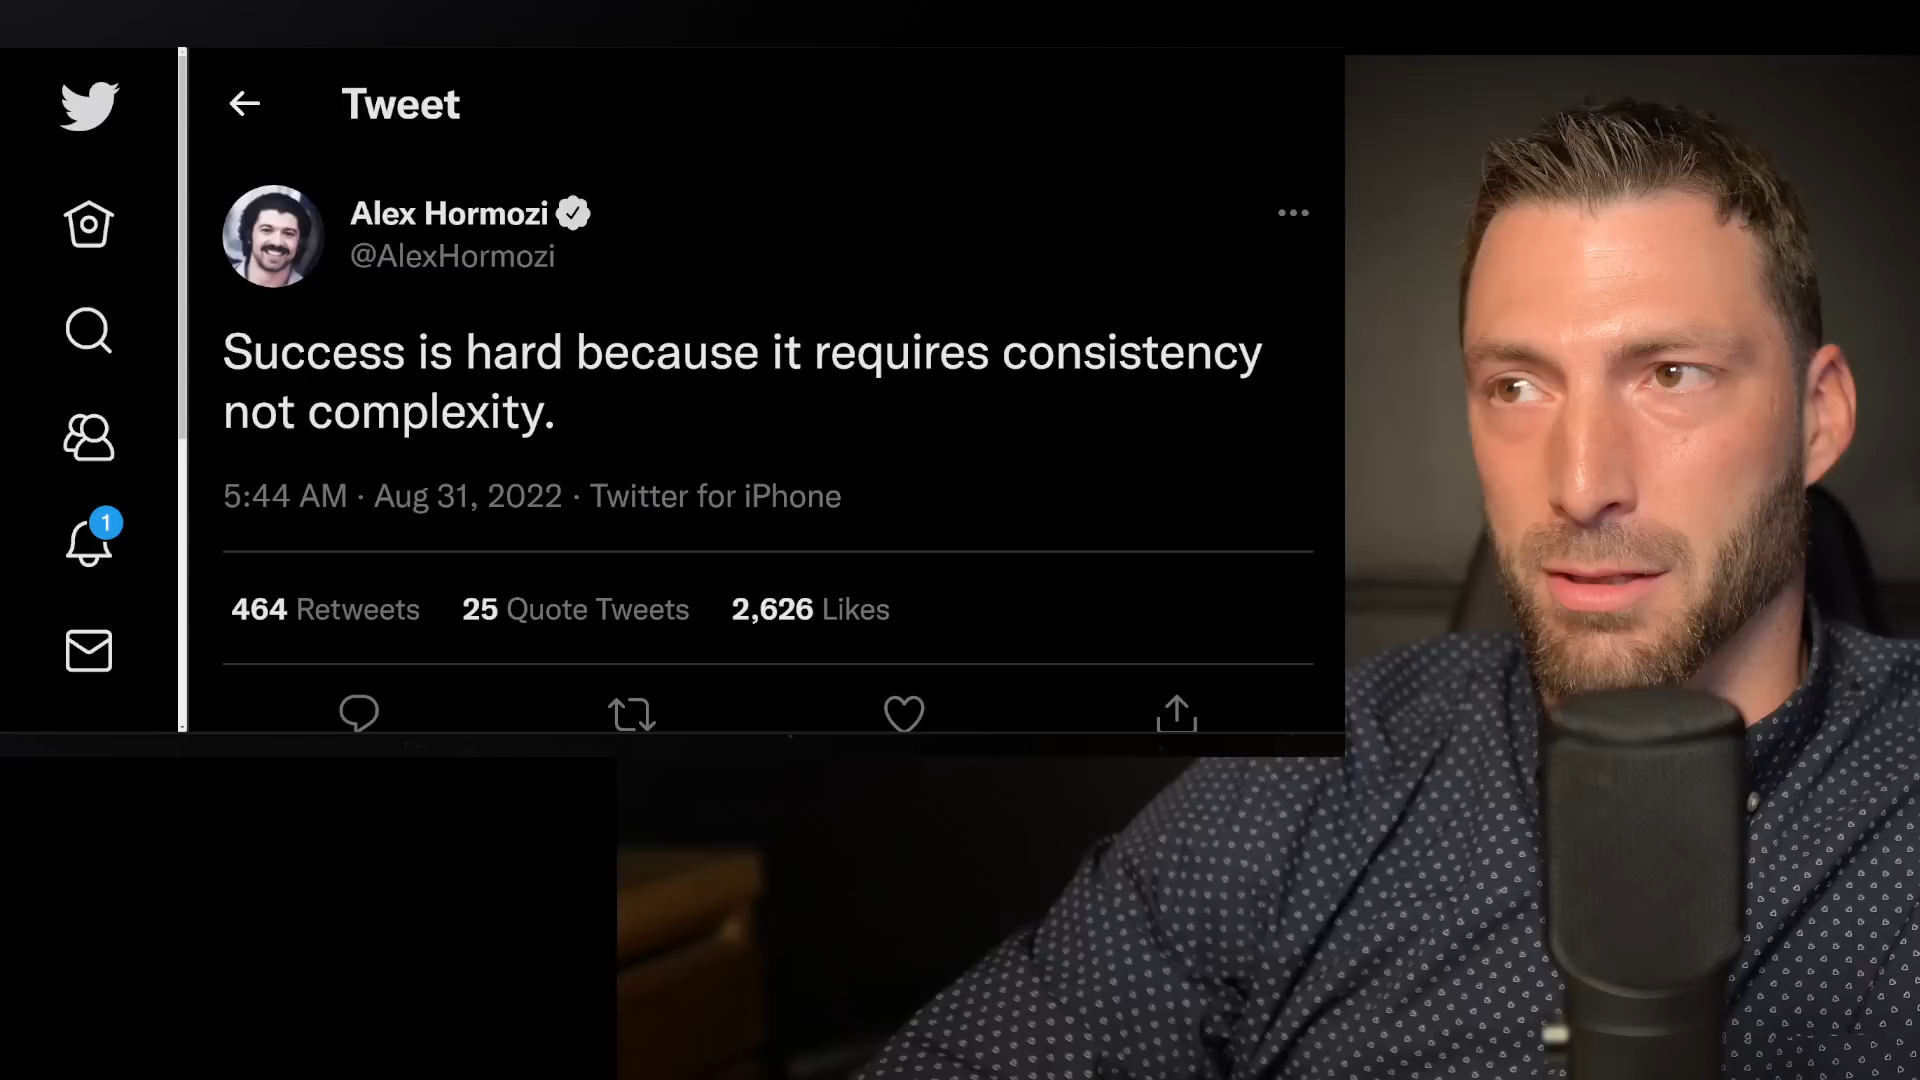 Tweet
Alex Hormozi
@AlexHormozi
Success is hard because it requires consistency
not complexity.
5:44 AM · Aug 31, 2022 · Twitter for iPhone
464 Retweets 25 Quote Tweets 2,626 Likes
1